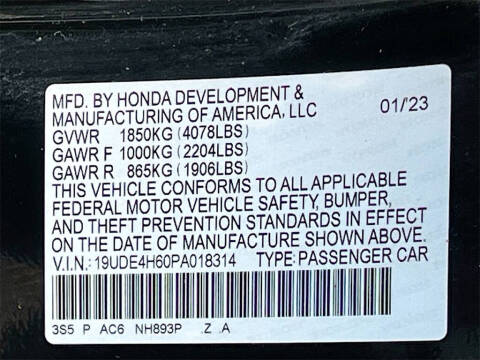 MFD. BY HONDA DEVELOPMENT &
MANUFACTURING OF AMERICA, LLC 01/'23
GVWR 1850KG (4078LBS)
GAWR F 1000KG (2204LBS)
GAWR R 865KG (1906LBS)
THIS VEHICLE CONFORMS TO ALL APPLICABLE
FEDERAL MOTOR VEHICLE SAFETY, BUMPER,
AND THEFT PREVENTION STANDARDS IN EFFECT
ON THE DATE OF MANUFACTURE SHOWN ABOVE.
V.I.N.: 19UDE4H60PA018314 TYPE: PASSENGER CAR
3S5 P AC6 NH893P .Z .A